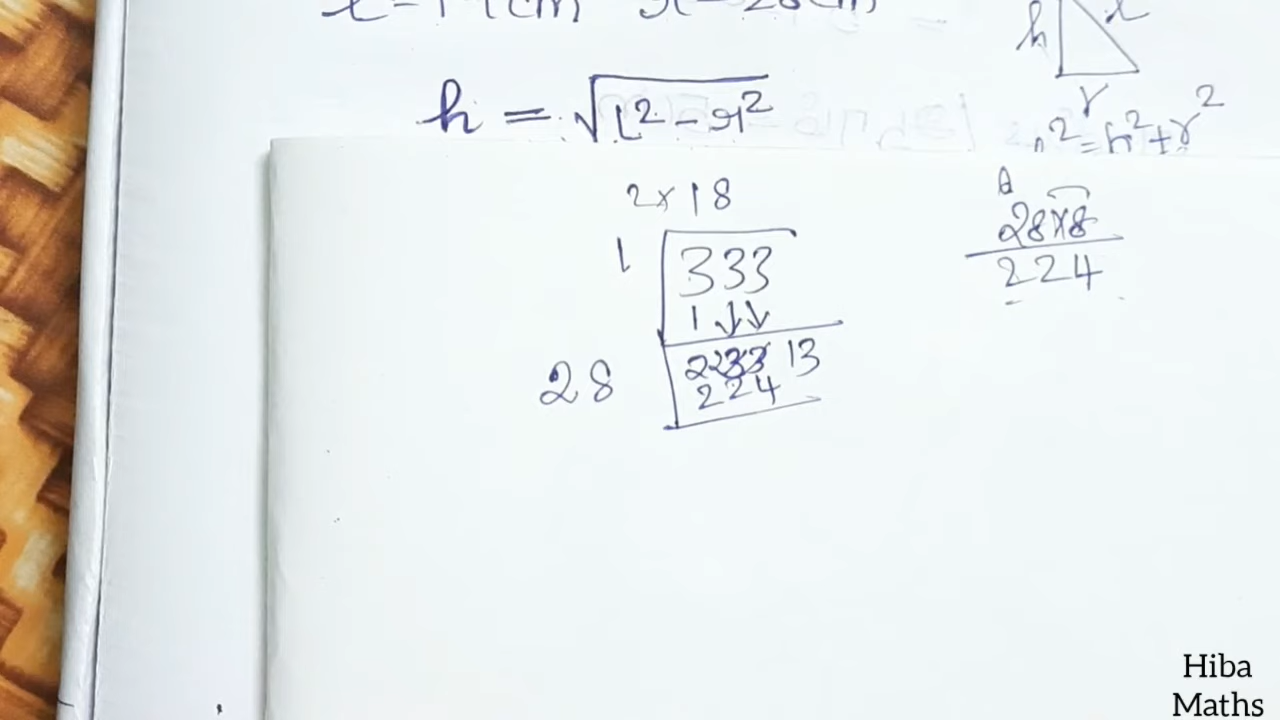 h = √l² - r²
h
l
r
l² = h² + r²
2 × 18
1 333
1 ↓↓
28 233 13
224
28×8
224
Hiba
Maths